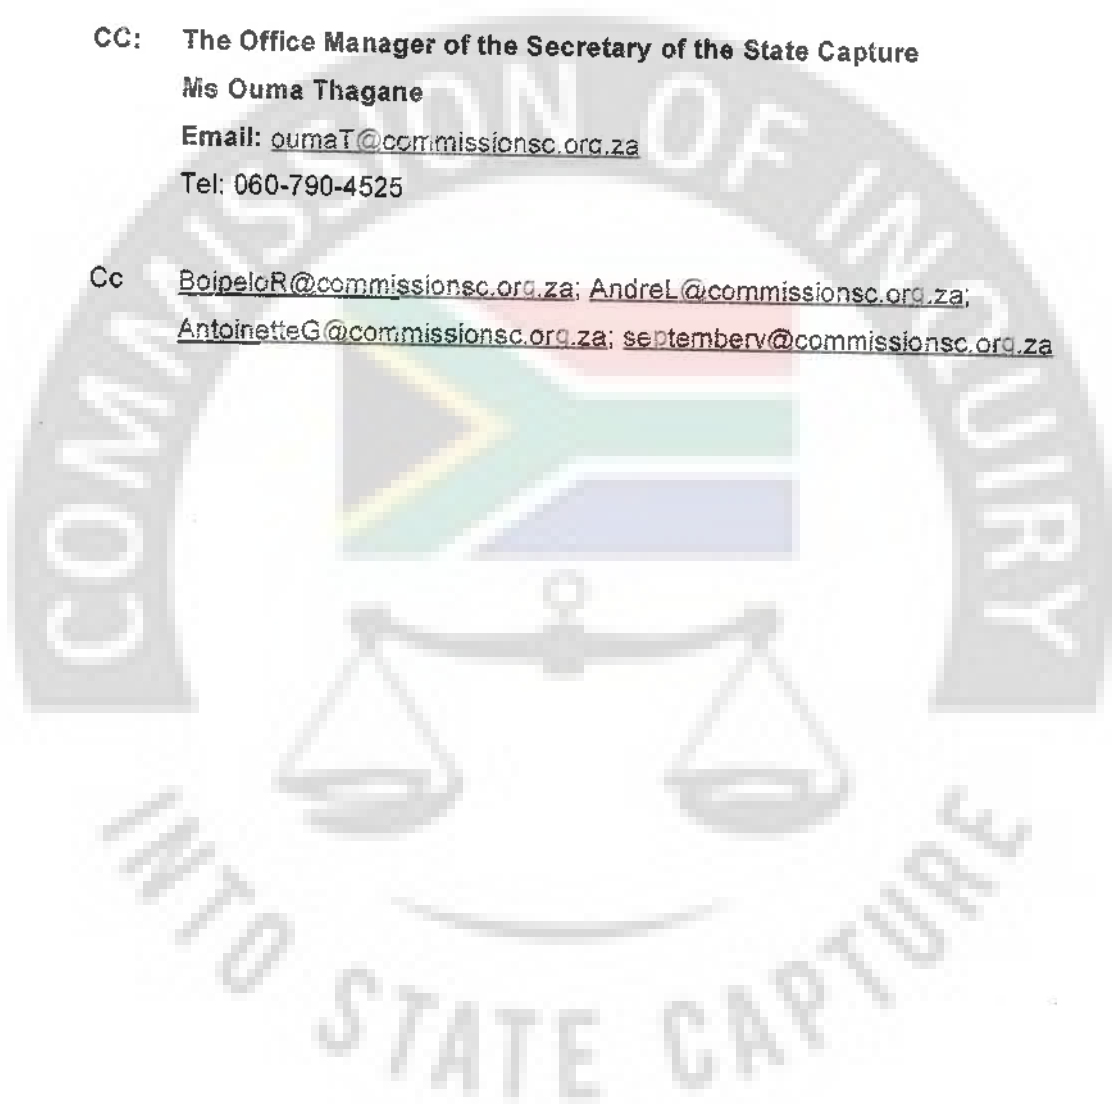 CC: The Office Manager of the Secretary of the State Capture
Ms Ouma Thagane
Email: oumaT@commissionsc.org.za
Tel: 060-790-4525
Cc BoipeloR@commissionsc.org.za; AndreL@commissionsc.org.za;
AntoinetteG@commissionsc.org.za; septemberv@commissionsc.org.za
COMMISSION OF INQUIRY
INTO STATE CAPTURE